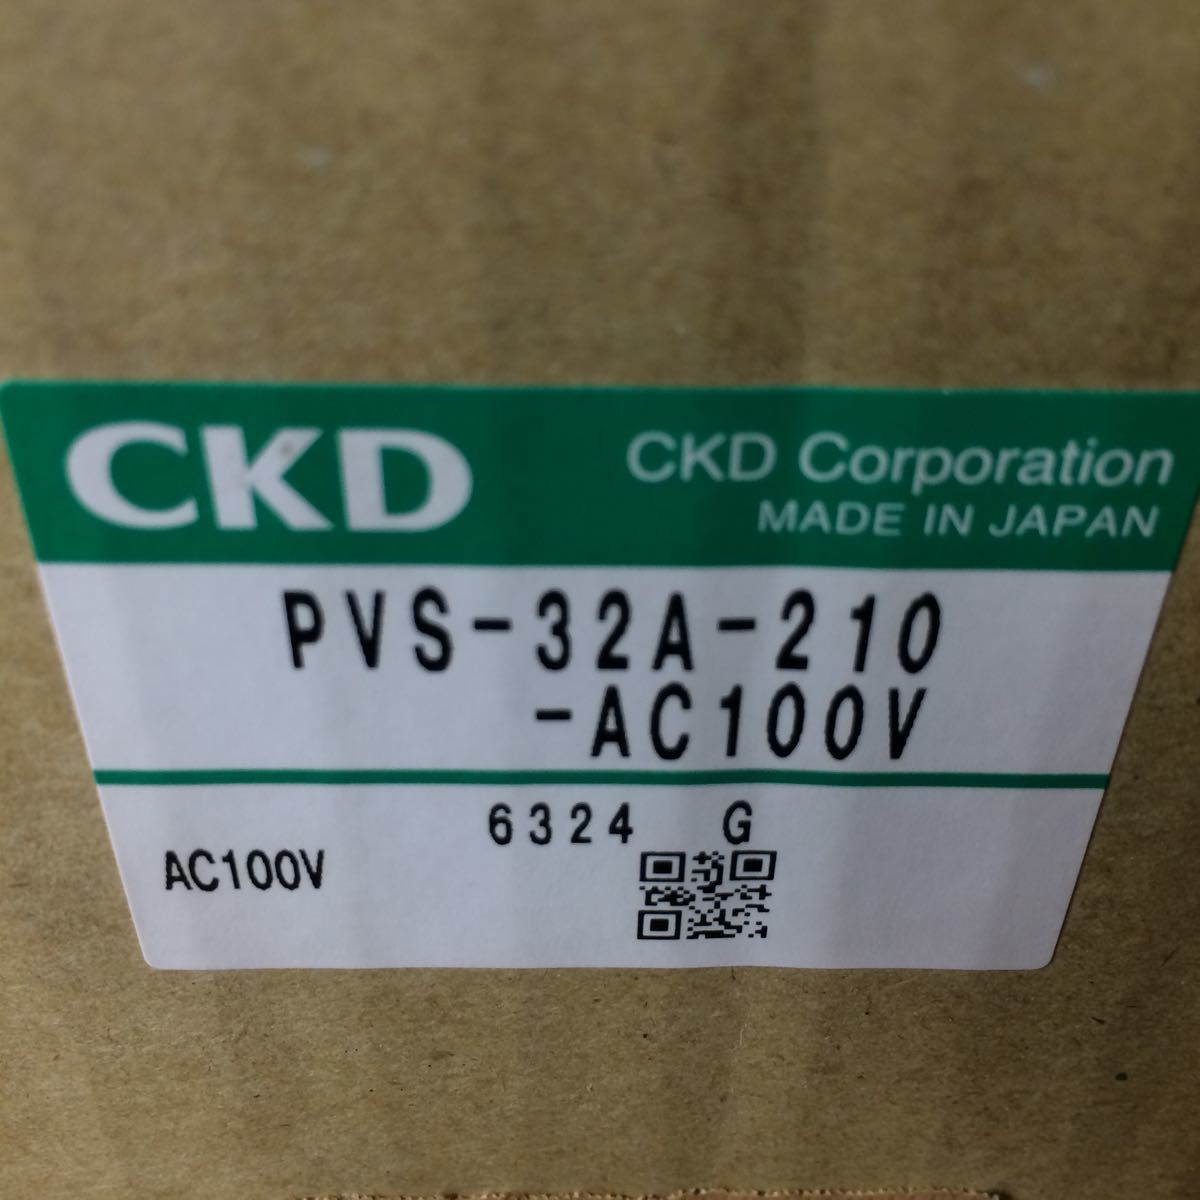 CKD
CKD Corporation
MADE IN JAPAN
PVS-32A-210
-AC100V
6324 G
AC100V